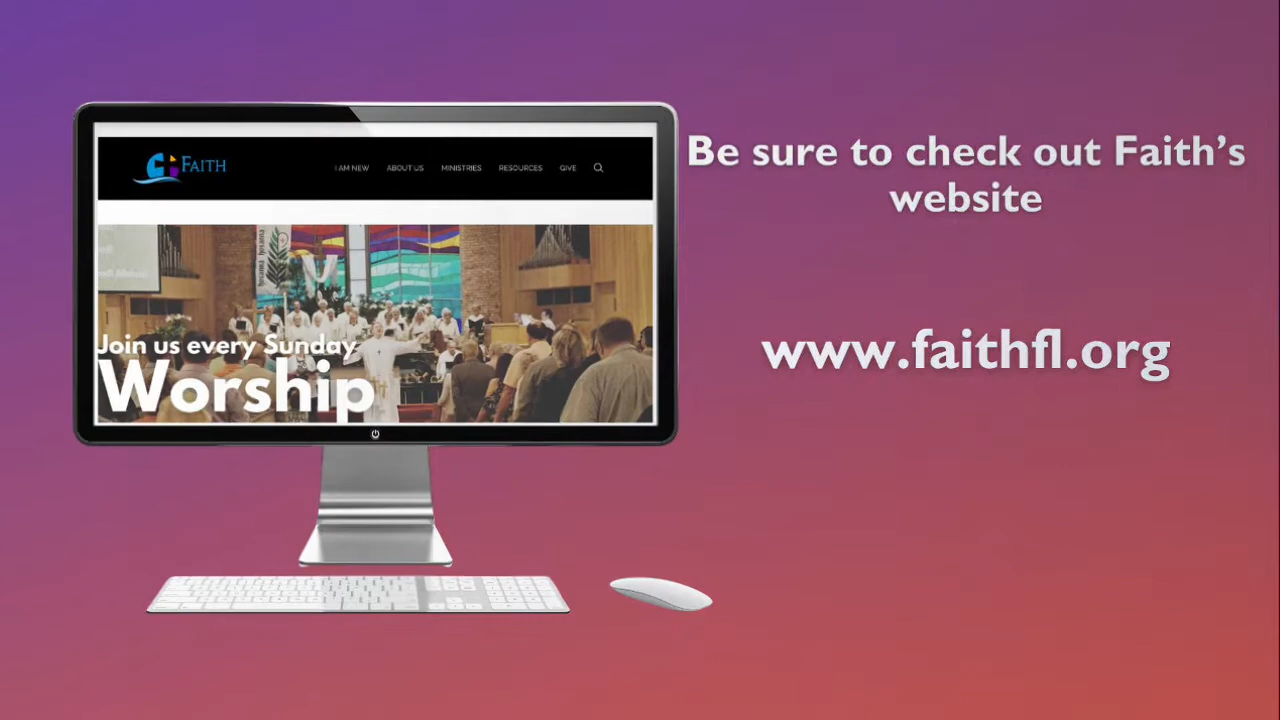 Be sure to check out Faith's
website
www.faithfl.org
FAITH
I AM NEW ABOUT US MINISTRIES RESOURCES GIVE
Join us every Sunday
Worship